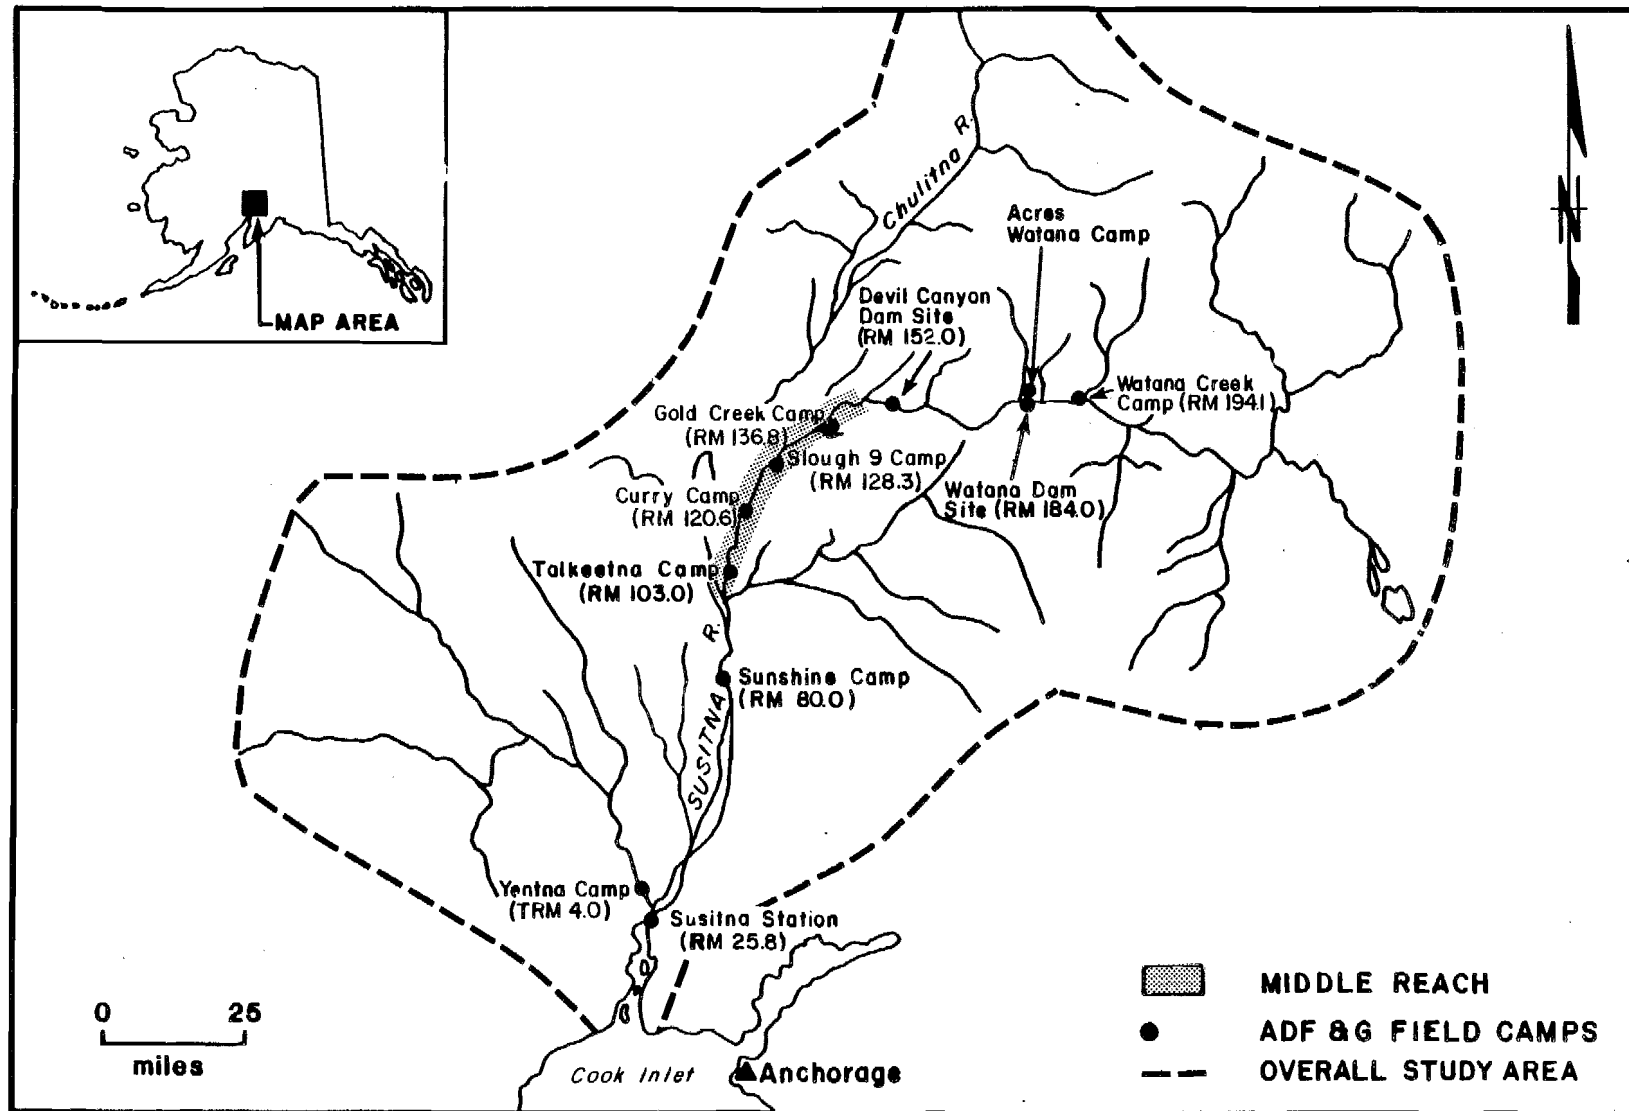 MAP AREA
Chulitna R.
Acres
Watana Camp
Devil Canyon
Dam Site
(RM 152.0)
Watana Creek
Camp (RM 194.1)
Gold Creek Camp
(RM 136.8)
Slough 9 Camp
(RM 128.3)
Curry Camp
(RM 120.6)
Watana Dam
Site (RM 184.0)
Talkeetna Camp
(RM 103.0)
SUSITNA R.
Sunshine Camp
(RM 80.0)
Yentna Camp
(TRM 4.0)
Susitna Station
(RM 25.8)
N
0 25
miles
Cook Inlet
Anchorage
MIDDLE REACH
ADF &G FIELD CAMPS
OVERALL STUDY AREA